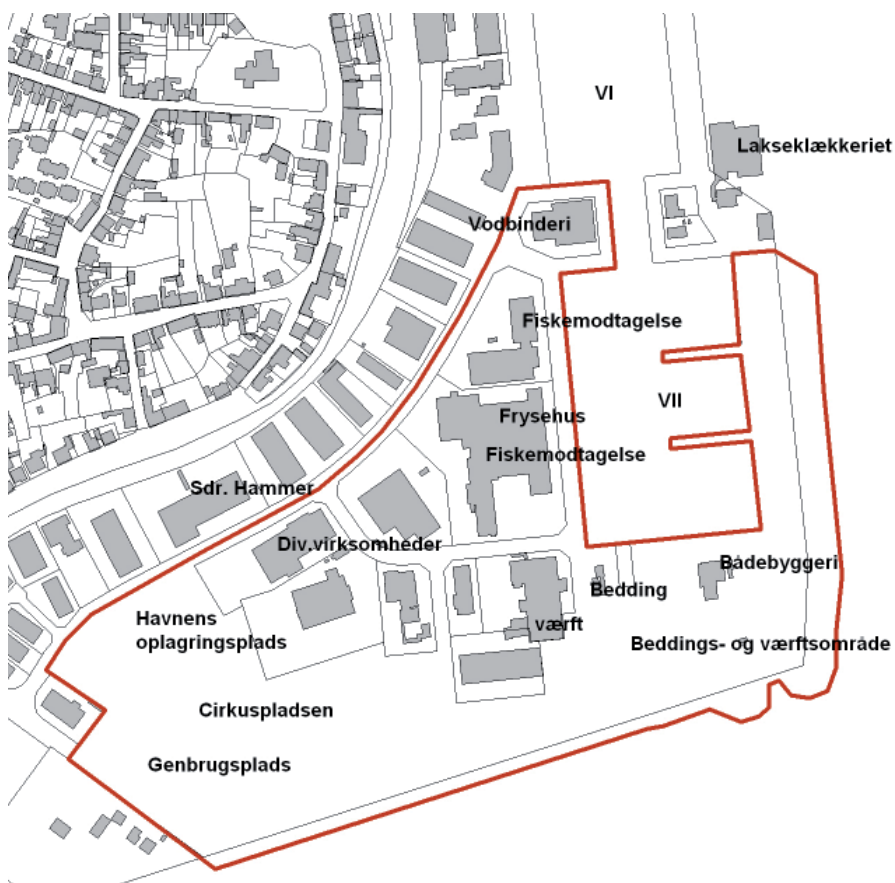 VI
Lakseklækkeriet
Vodbinderi
Fiskemodtagelse
VII
Frysehus
Fiskemodtagelse
Sdr. Hammer
Div.virksomheder
Bådebyggeri
Bedding
Havnens
oplagringsplads
værft
Beddings- og værftsområde
Cirkuspladsen
Genbrugsplads